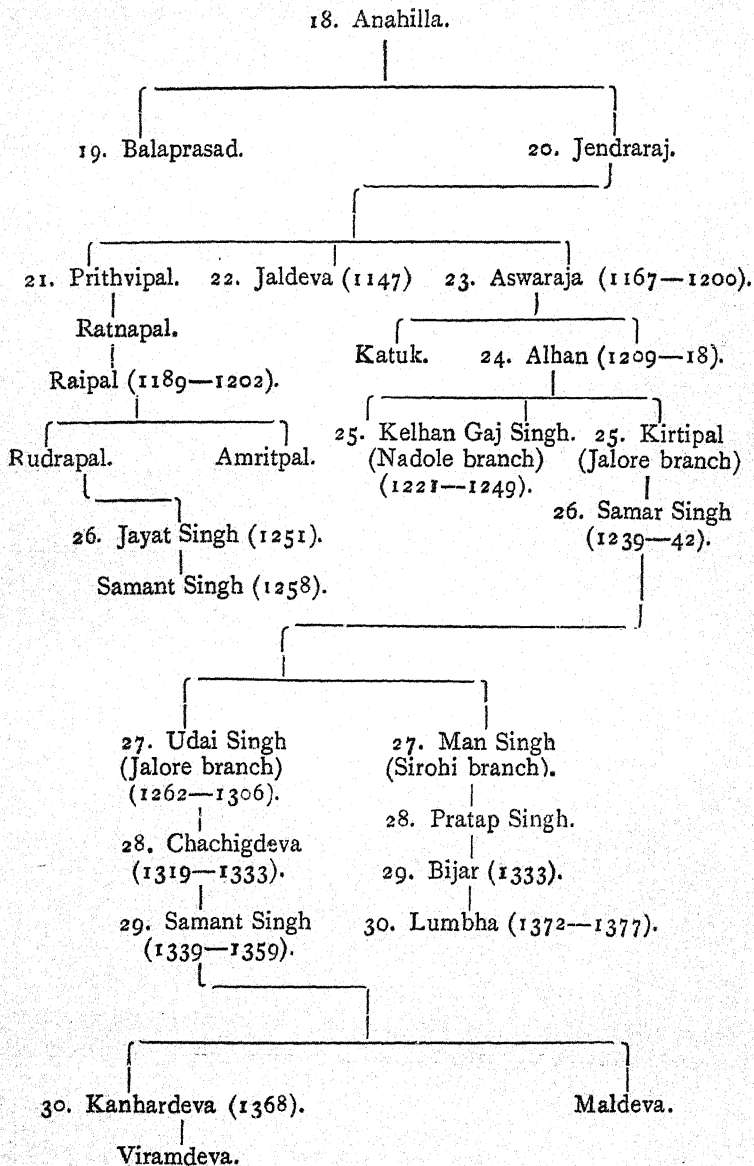 18. Anahilla.
19. Balaprasad. 20. Jendraraj.
21. Prithvipal. 22. Jaldeva (1147) 23. Aswaraja (1167—1200).
Ratnapal. Katuk. 24. Alhan (1209—18).
Raipal (1189—1202).
Rudrapal. Amritpal. 25. Kelhan Gaj Singh. 25. Kirtipal
(Nadole branch) (Jalore branch)
(1221—1249).
26. Samar Singh
(1239—42).
26. Jayat Singh (1251).
Samant Singh (1258).
27. Udai Singh 27. Man Singh
(Jalore branch) (Sirohi branch).
(1262—1306).
28. Pratap Singh.
28. Chachigdeva
(1319—1333). 29. Bijar (1333).
29. Samant Singh 30. Lumbha (1372—1377).
(1339—1359).
30. Kanhardeva (1368). Maldeva.
Viramdeva.